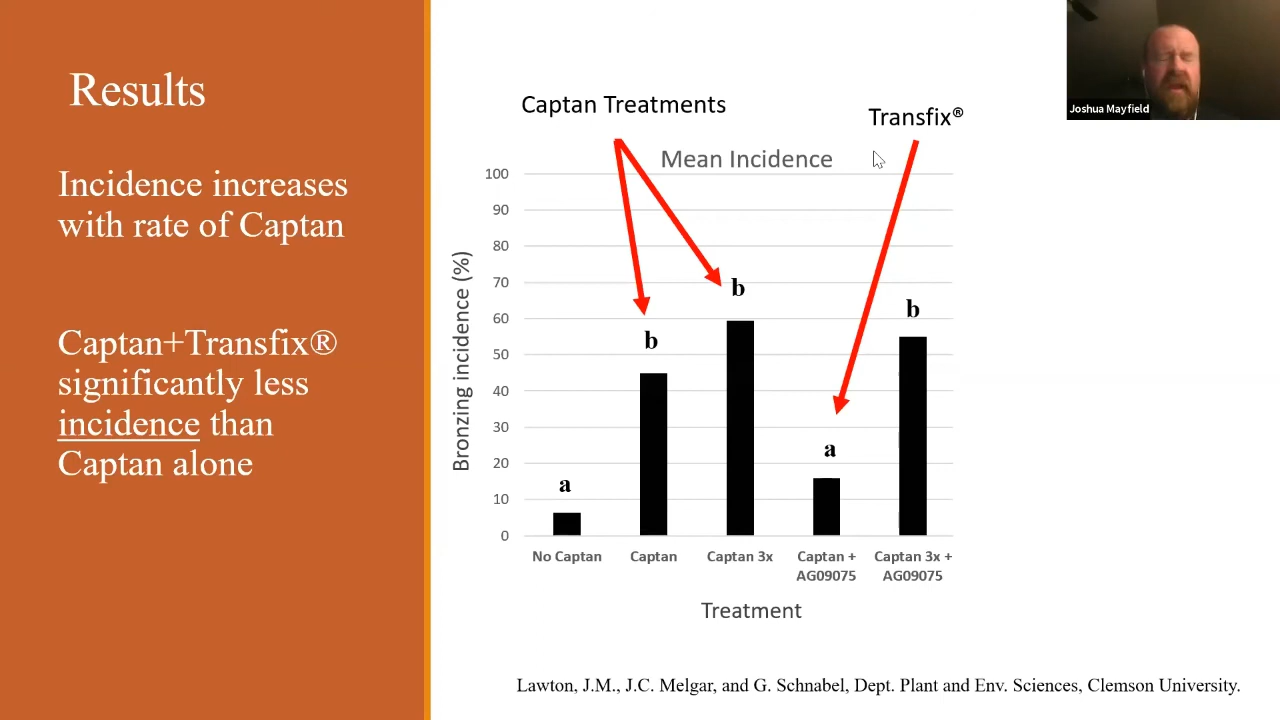 Results
Incidence increases
with rate of Captan
Captan+Transfix®
significantly less
incidence than
Captan alone
Captan Treatments
Transfix®
Joshua Mayfield
Mean Incidence
100
90
80
70
60
50
40
30
20
10
0
Bronzing incidence (%)
a
b
b
a
b
No Captan
Captan
Captan 3x
Captan +
AG09075
Captan 3x +
AG09075
Treatment
Lawton, J.M., J.C. Melgar, and G. Schnabel, Dept. Plant and Env. Sciences, Clemson University.